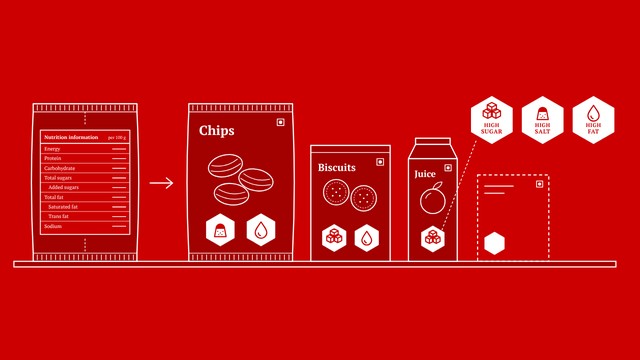 Nutrition information per 100 g
Energy
Protein
Carbohydrate
Total sugars
Added sugars
Total fat
Saturated fat
Trans fat
Sodium
Chips
Biscuits
Juice
HIGH
SUGAR
HIGH
SALT
HIGH
FAT